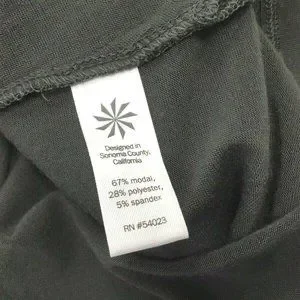 Designed in
Sonoma County,
California
67% modal,
28% polyester,
5% spandex
RN #54023